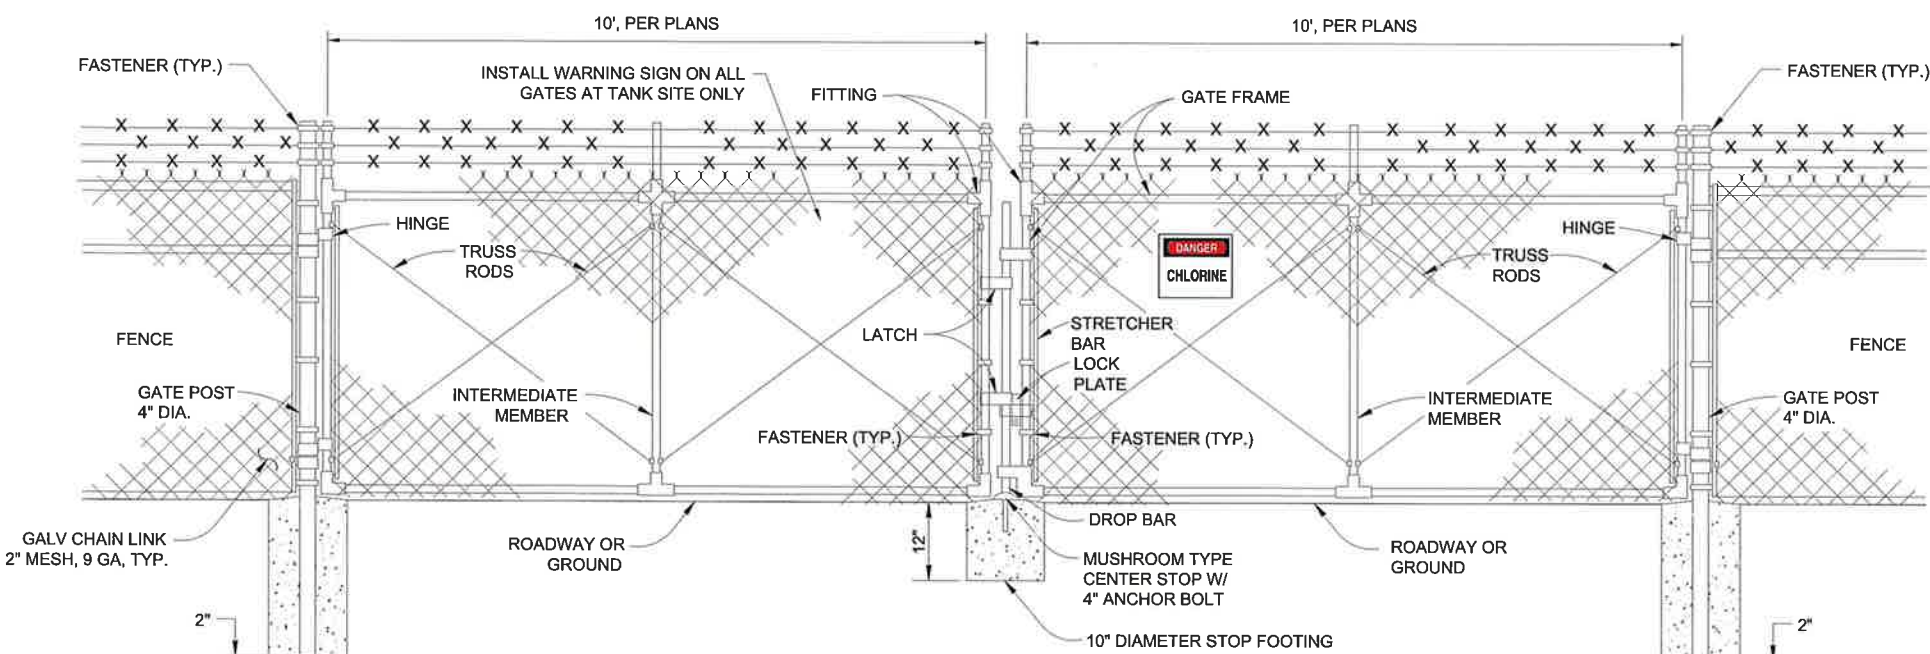 10', PER PLANS
10', PER PLANS
FASTENER (TYP.)
INSTALL WARNING SIGN ON ALL
GATES AT TANK SITE ONLY
FITTING
GATE FRAME
FASTENER (TYP.)
HINGE
TRUSS
RODS
DANGER
CHLORINE
HINGE
TRUSS
RODS
FENCE
LATCH
STRETCHER
BAR
LOCK
PLATE
FENCE
GATE POST
4" DIA.
INTERMEDIATE
MEMBER
FASTENER (TYP.)
FASTENER (TYP.)
INTERMEDIATE
MEMBER
GATE POST
4" DIA.
GALV CHAIN LINK
2" MESH, 9 GA, TYP.
ROADWAY OR
GROUND
12"
DROP BAR
MUSHROOM TYPE
CENTER STOP W/
4" ANCHOR BOLT
ROADWAY OR
GROUND
2"
10" DIAMETER STOP FOOTING
2"